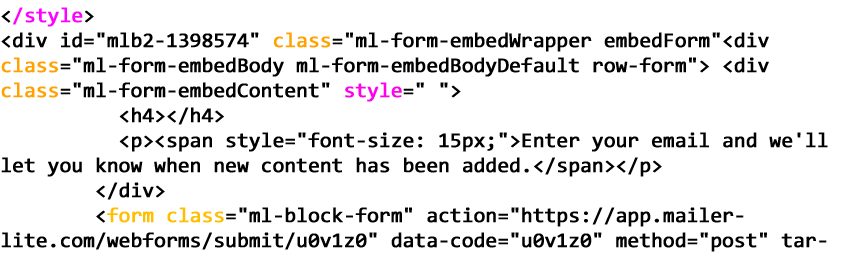 </style>
<div id="mlb2-1398574" class="ml-form-embedWrapper embedForm"<div
class="ml-form-embedBody ml-form-embedBodyDefault row-form"> <div
class="ml-form-embedContent" style=" ">
<h4></h4>
<p><span style="font-size: 15px;">Enter your email and we'll
let you know when new content has been added.</span></p>
</div>
<form class="ml-block-form" action="https://app.mailer-
lite.com/webforms/submit/u0v1z0" data-code="u0v1z0" method="post" tar-